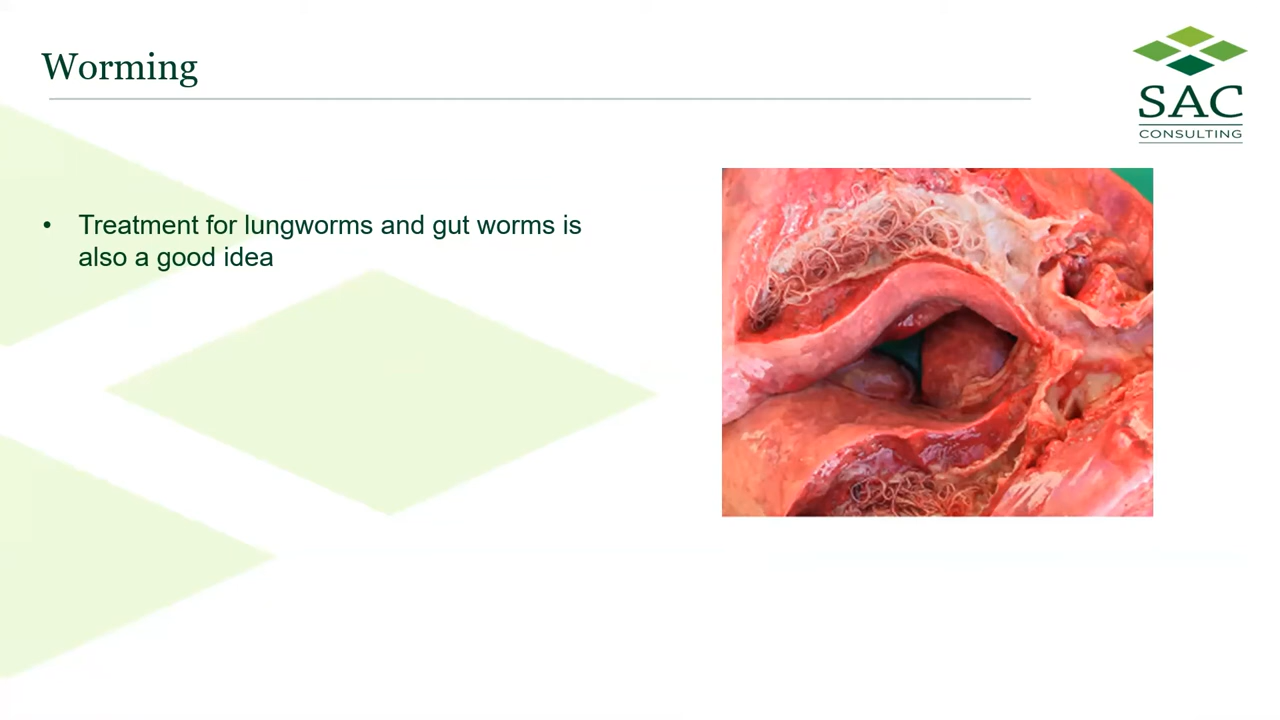 Worming
SAC
CONSULTING
• Treatment for lungworms and gut worms is
also a good idea